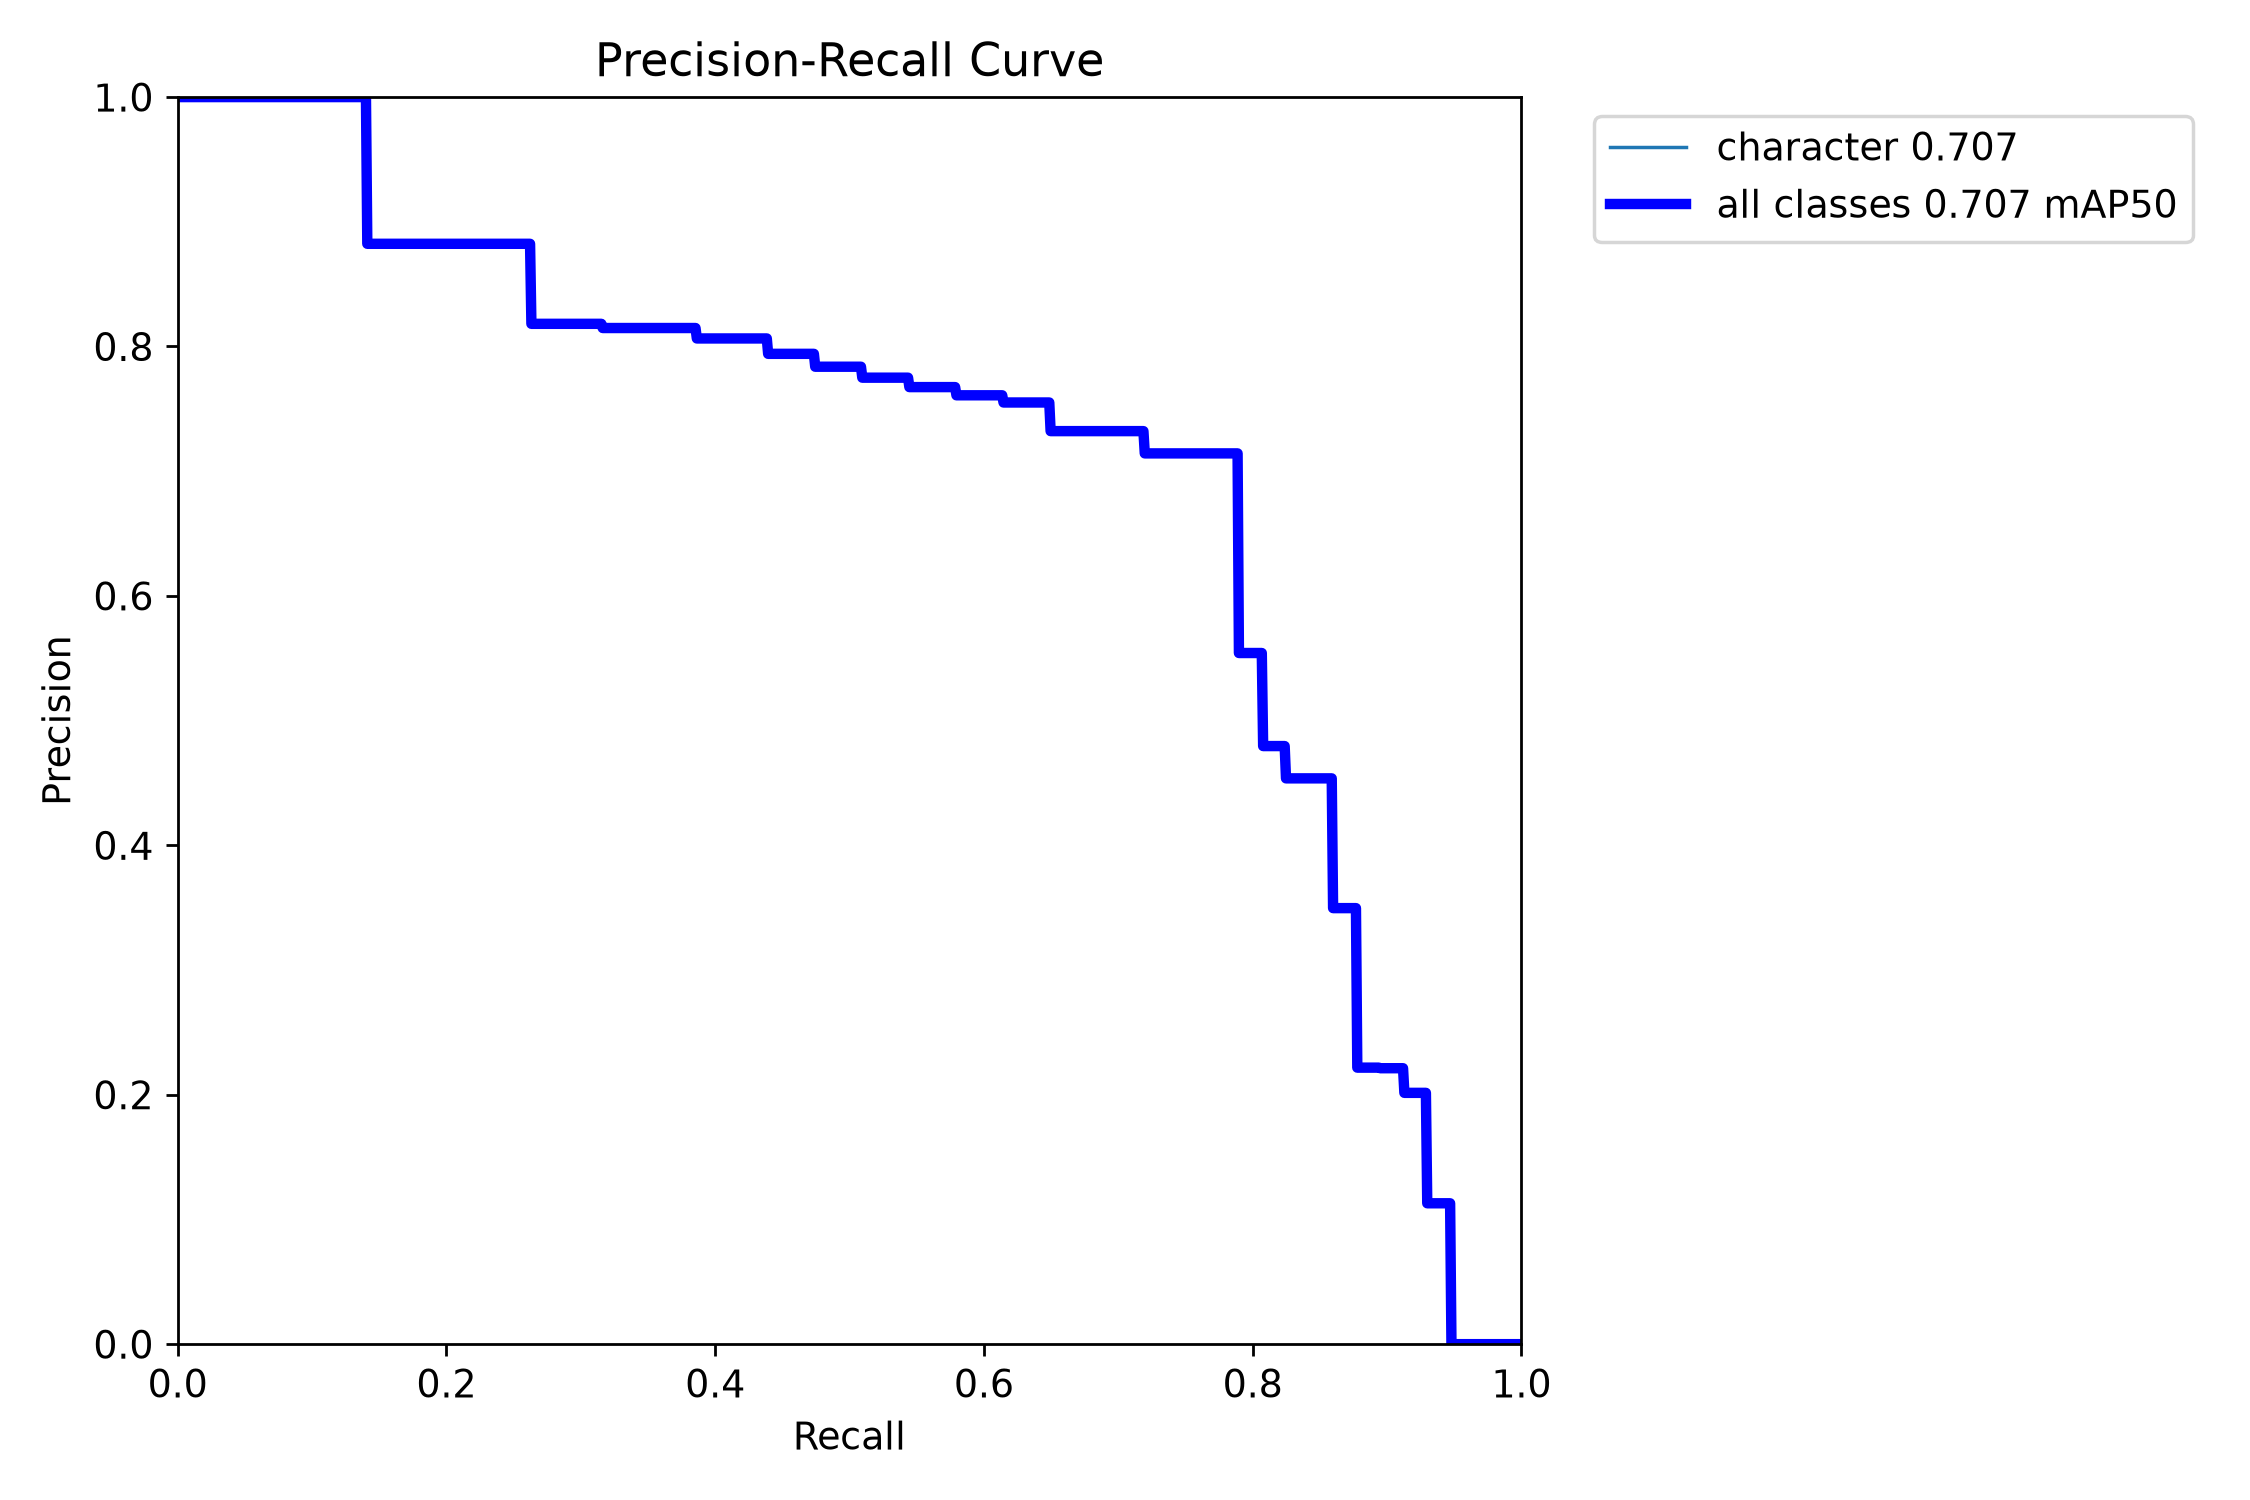 Precision-Recall Curve
1.0
0.8
0.6
0.4
0.2
0.0
Precision
0.0 0.2 0.4 0.6 0.8 1.0
Recall
character 0.707
all classes 0.707 mAP50